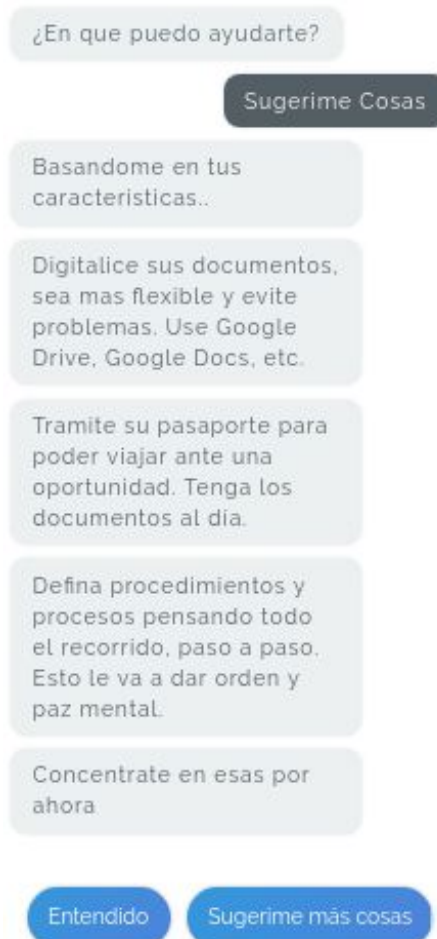 ¿En que puedo ayudarte?
Sugerime Cosas
Basandome en tus
caracteristicas..
Digitalice sus documentos,
sea mas flexible y evite
problemas. Use Google
Drive, Google Docs, etc.
Tramite su pasaporte para
poder viajar ante una
oportunidad. Tenga los
documentos al día.
Defina procedimientos y
procesos pensando todo
el recorrido, paso a paso.
Esto le va a dar orden y
paz mental.
Concentrate en esas por
ahora
Entendido
Sugerime más cosas